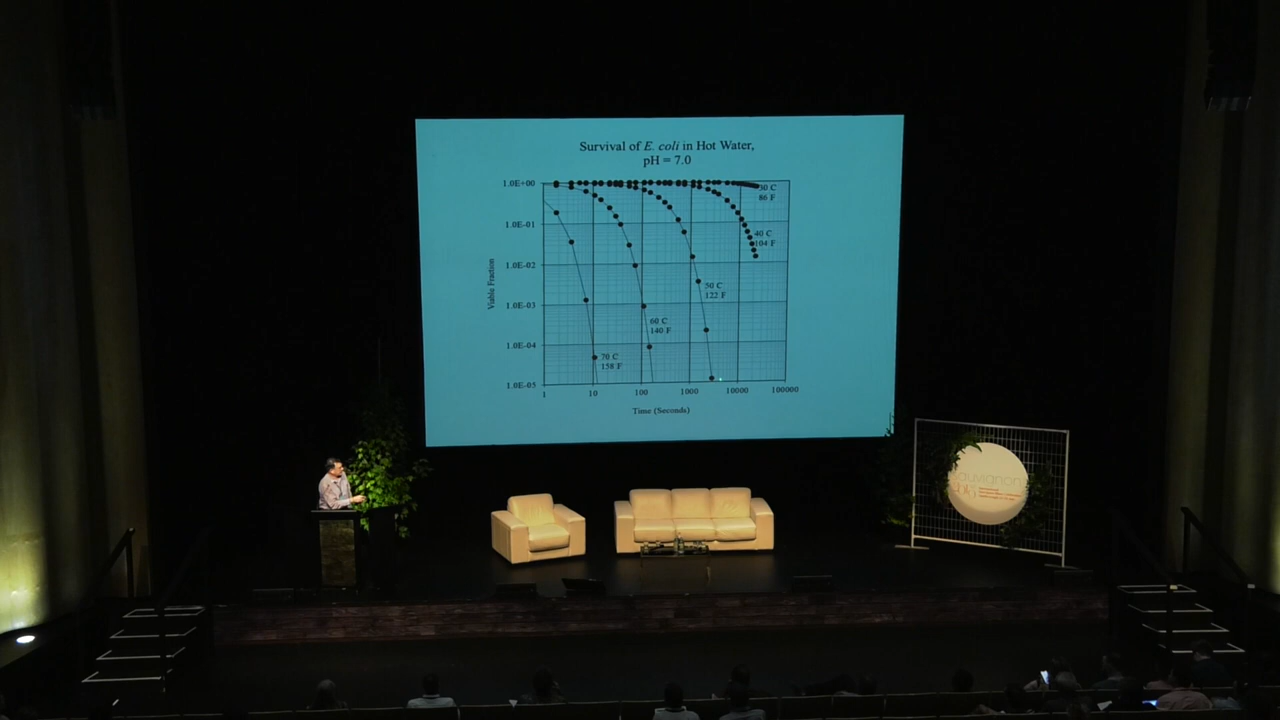 Survival of E. coli in Hot Water,
pH = 7.0
1.0E+00
1.0E-01
1.0E-02
1.0E-03
1.0E-04
1.0E-05
Viable Fraction
30 C
86 F
40 C
104 F
50 C
122 F
60 C
140 F
70 C
158 F
1
10
100
1000
10000
100000
Time (Seconds)